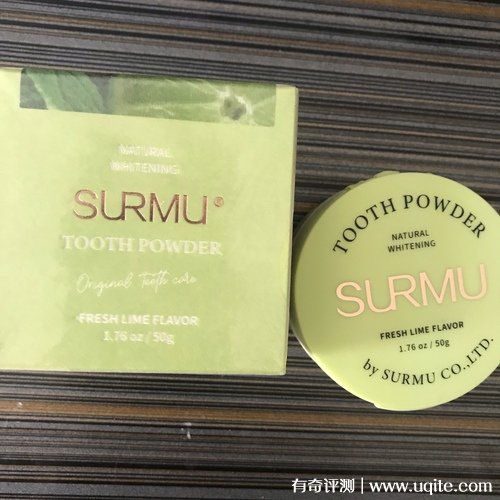 NATURAL
WHITENING
SURMU®
TOOTH POWDER
Original Tooth care
FRESH LIME FLAVOR
1.76 oz / 50g
TOOTH POWDER
NATURAL
WHITENING
SURMU
FRESH LIME FLAVOR
1.76 oz / 50g
by SURMU CO.,LTD.
有奇评测 | www.uqite.com